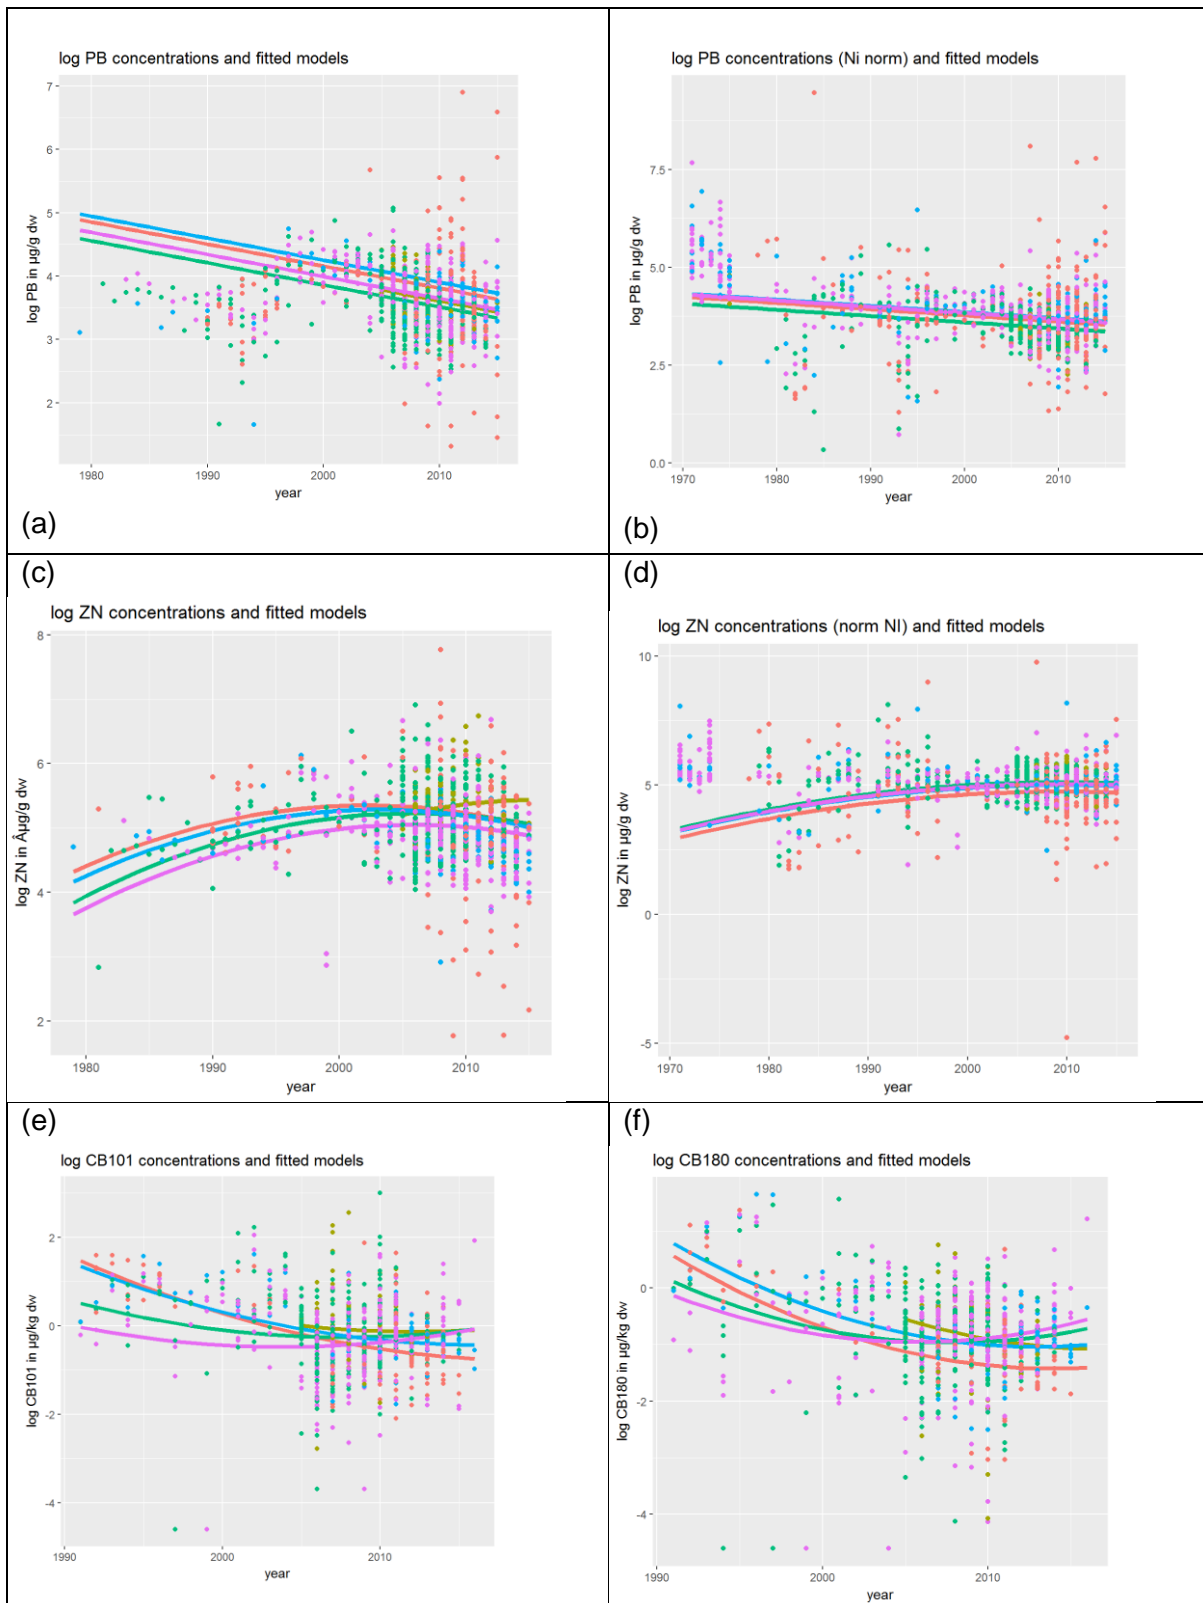 log PB concentrations and fitted models
log PB in µg/g dw
7
6
5
4
3
2
1980
1990
2000
2010
year
(a)
log PB concentrations (Ni norm) and fitted models
log PB in µg/g dw
7.5
5.0
2.5
0.0
1970
1980
1990
2000
2010
year
(b)
(c)
log ZN concentrations and fitted models
log ZN in Âµg/g dw
8
6
4
2
1980
1990
2000
2010
year
(d)
log ZN concentrations (norm NI) and fitted models
log ZN in µg/g dw
10
5
0
-5
1970
1980
1990
2000
2010
year
(e)
log CB101 concentrations and fitted models
log CB101 in µg/kg dw
2
0
-2
-4
1990
2000
2010
year
(f)
log CB180 concentrations and fitted models
log CB180 in µg/kg dw
0
-2
-4
1990
2000
2010
year